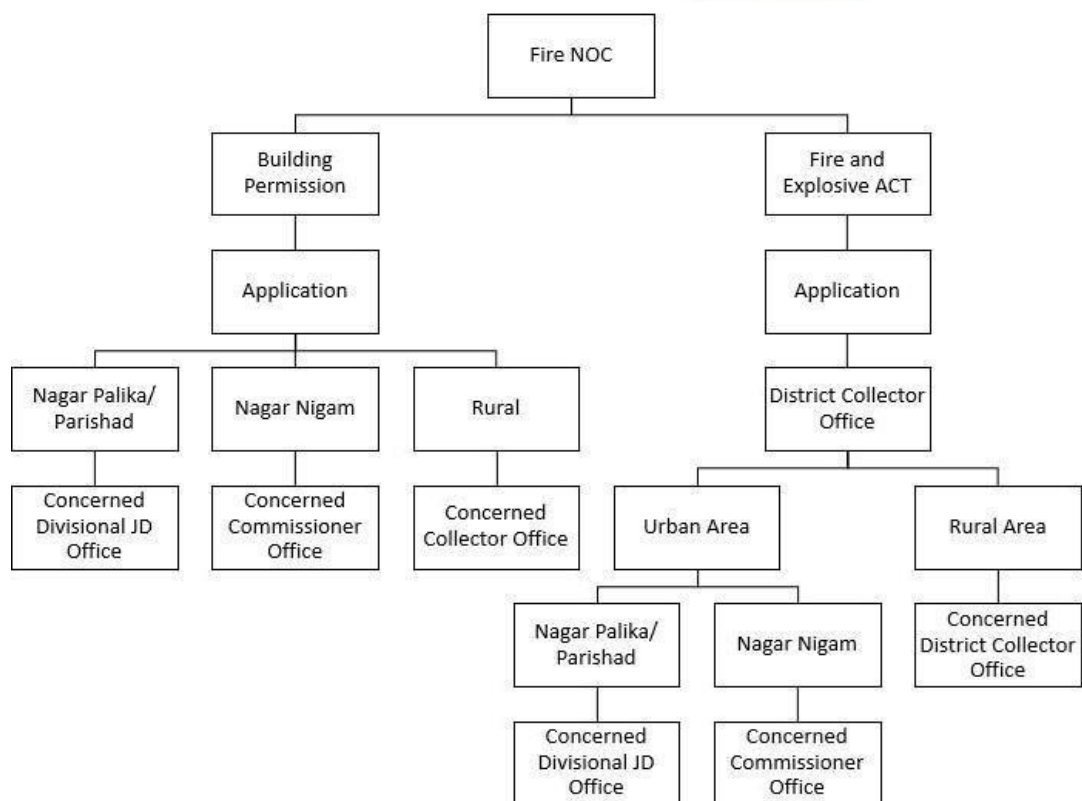 Fire NOC
Building
Permission
Fire and
Explosive ACT
Application
Application
Nagar Palika/
Parishad
Nagar Nigam
Rural
District Collector
Office
Concerned
Divisional JD
Office
Concerned
Commissioner
Office
Concerned
Collector Office
Urban Area
Rural Area
Nagar Palika/
Parishad
Nagar Nigam
Concerned
District Collector
Office
Concerned
Divisional JD
Office
Concerned
Commissioner
Office